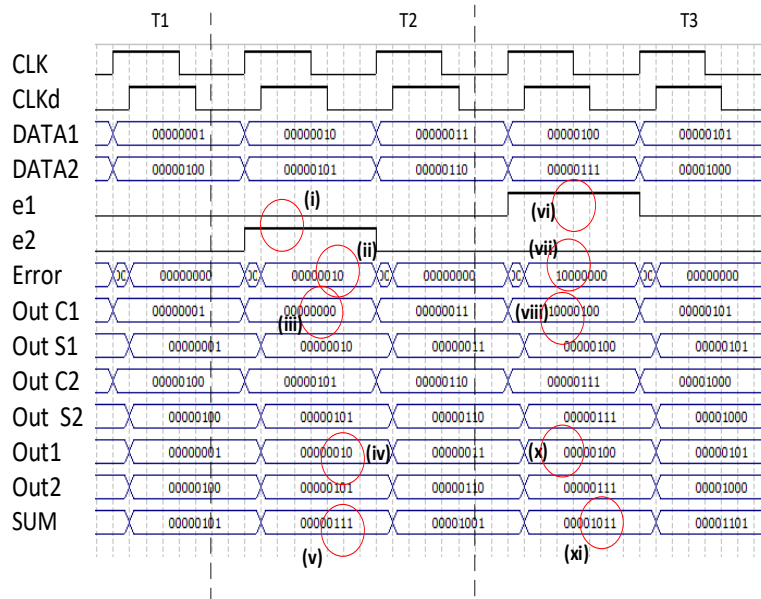 T1 T2 T3
CLK
CLKd
DATA1 00000001 00000010 00000011 00000100 00000101
DATA2 00000100 00000101 00000110 00000111 00001000
e1 (i) (vi)
e2 (ii) (vii)
Error 00000000 00000010 00000000 10000000 00000000
Out C1 00000001 00000000 00000011 (viii) 10000100 00000101
(iii)
Out S1 00000001 00000010 00000011 00000100 00000101
Out C2 00000100 00000101 00000110 00000111 00001000
Out S2 00000100 00000101 00000110 00000111 00001000
Out1 00000001 00000010 (iv) 00000011 (x) 00000100 00000101
Out2 00000100 00000101 00000110 00000111 00001000
SUM 00000101 00000111 00001001 00001011 00001101
(v) (xi)